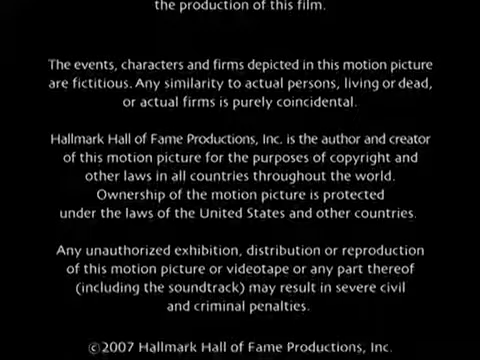 the production of this film.
The events, characters and firms depicted in this motion picture
are fictitious. Any similarity to actual persons, living or dead,
or actual firms is purely coincidental.
Hallmark Hall of Fame Productions, Inc. is the author and creator
of this motion picture for the purposes of copyright and
other laws in all countries throughout the world.
Ownership of the motion picture is protected
under the laws of the United States and other countries.
Any unauthorized exhibition, distribution or reproduction
of this motion picture or videotape or any part thereof
(including the soundtrack) may result in severe civil
and criminal penalties.
©2007 Hallmark Hall of Fame Productions, Inc.